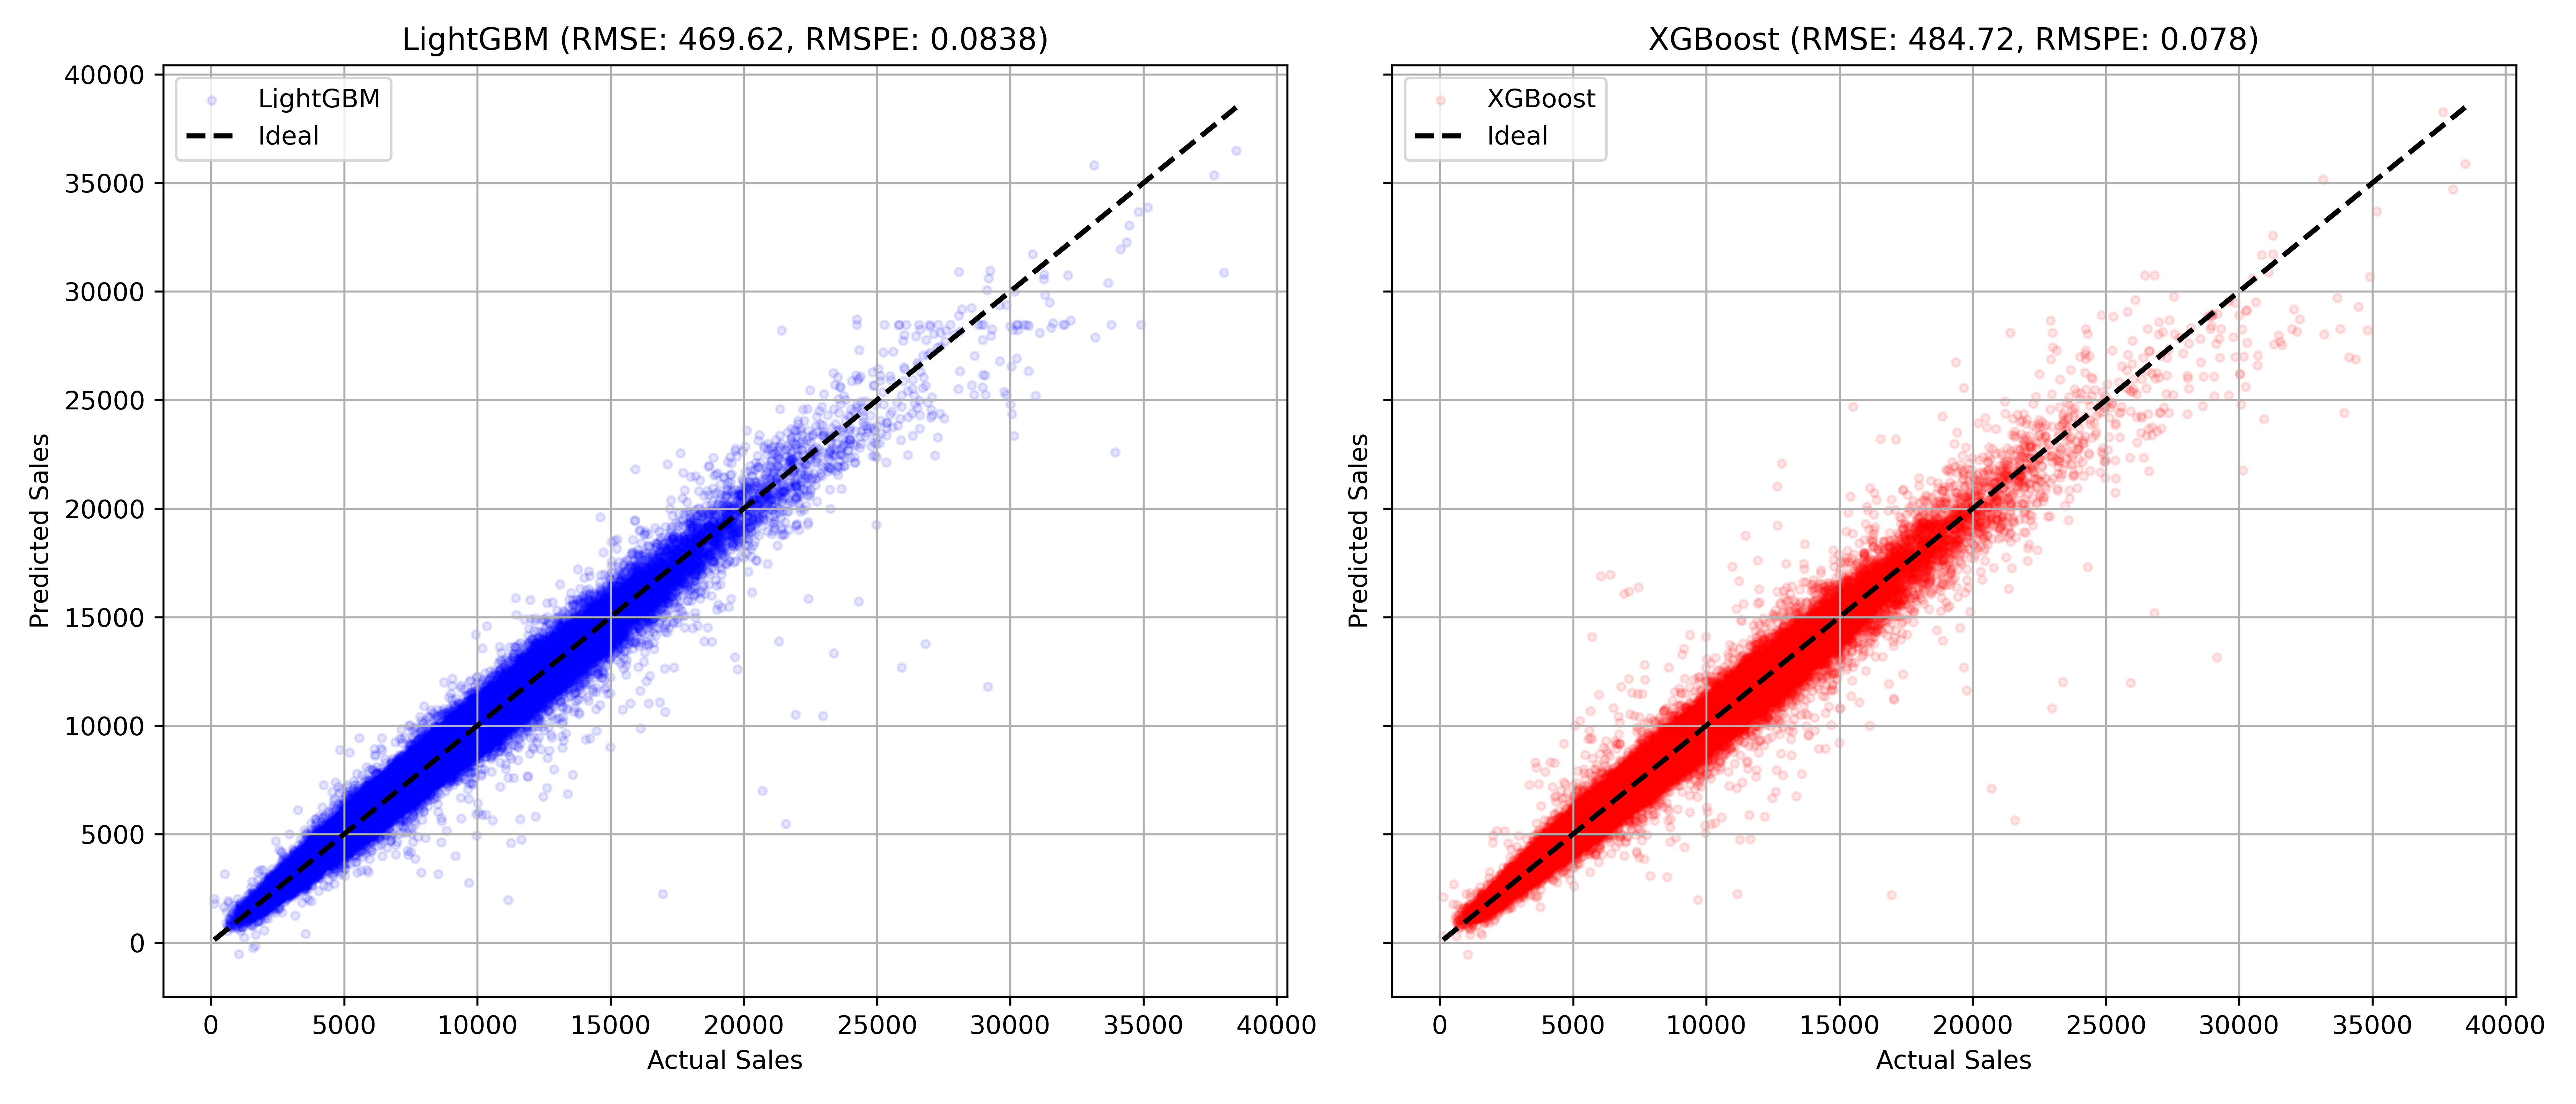 LightGBM (RMSE: 469.62, RMSPE: 0.0838)
LightGBM
Ideal
40000
35000
30000
25000
20000
15000
10000
5000
0
Predicted Sales
0 5000 10000 15000 20000 25000 30000 35000 40000
Actual Sales
XGBoost (RMSE: 484.72, RMSPE: 0.078)
XGBoost
Ideal
Predicted Sales
0 5000 10000 15000 20000 25000 30000 35000 40000
Actual Sales